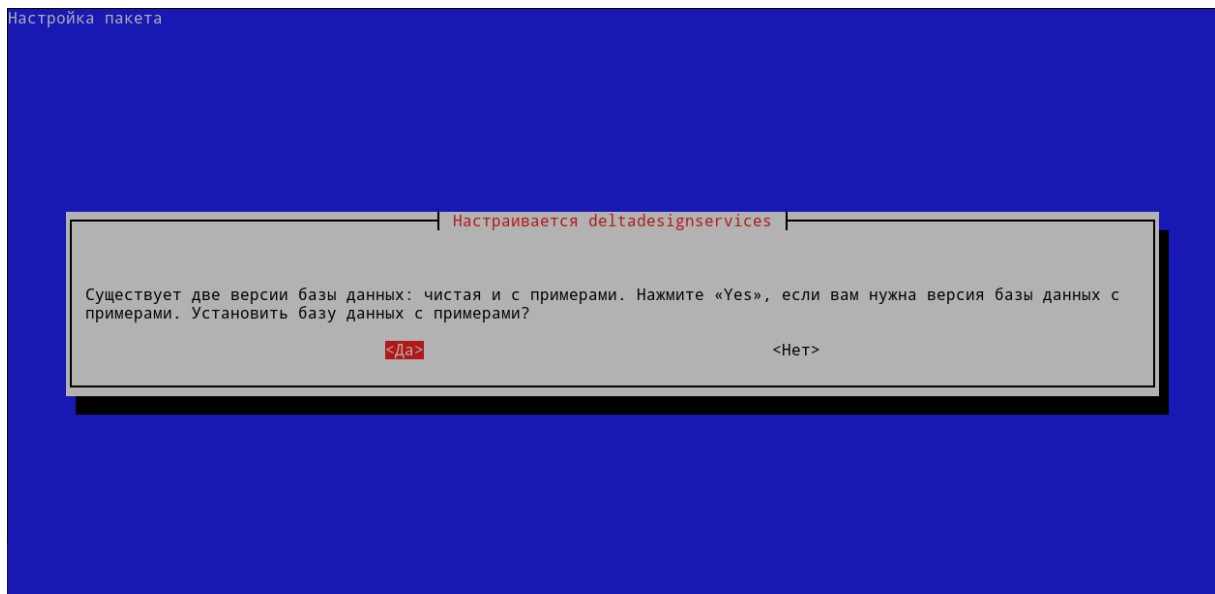 Настройка пакета
Настраивается deltadesignservices
Существует две версии базы данных: чистая и с примерами. Нажмите «Yes», если вам нужна версия базы данных с
примерами. Установить базу данных с примерами?
<Да> <Нет>